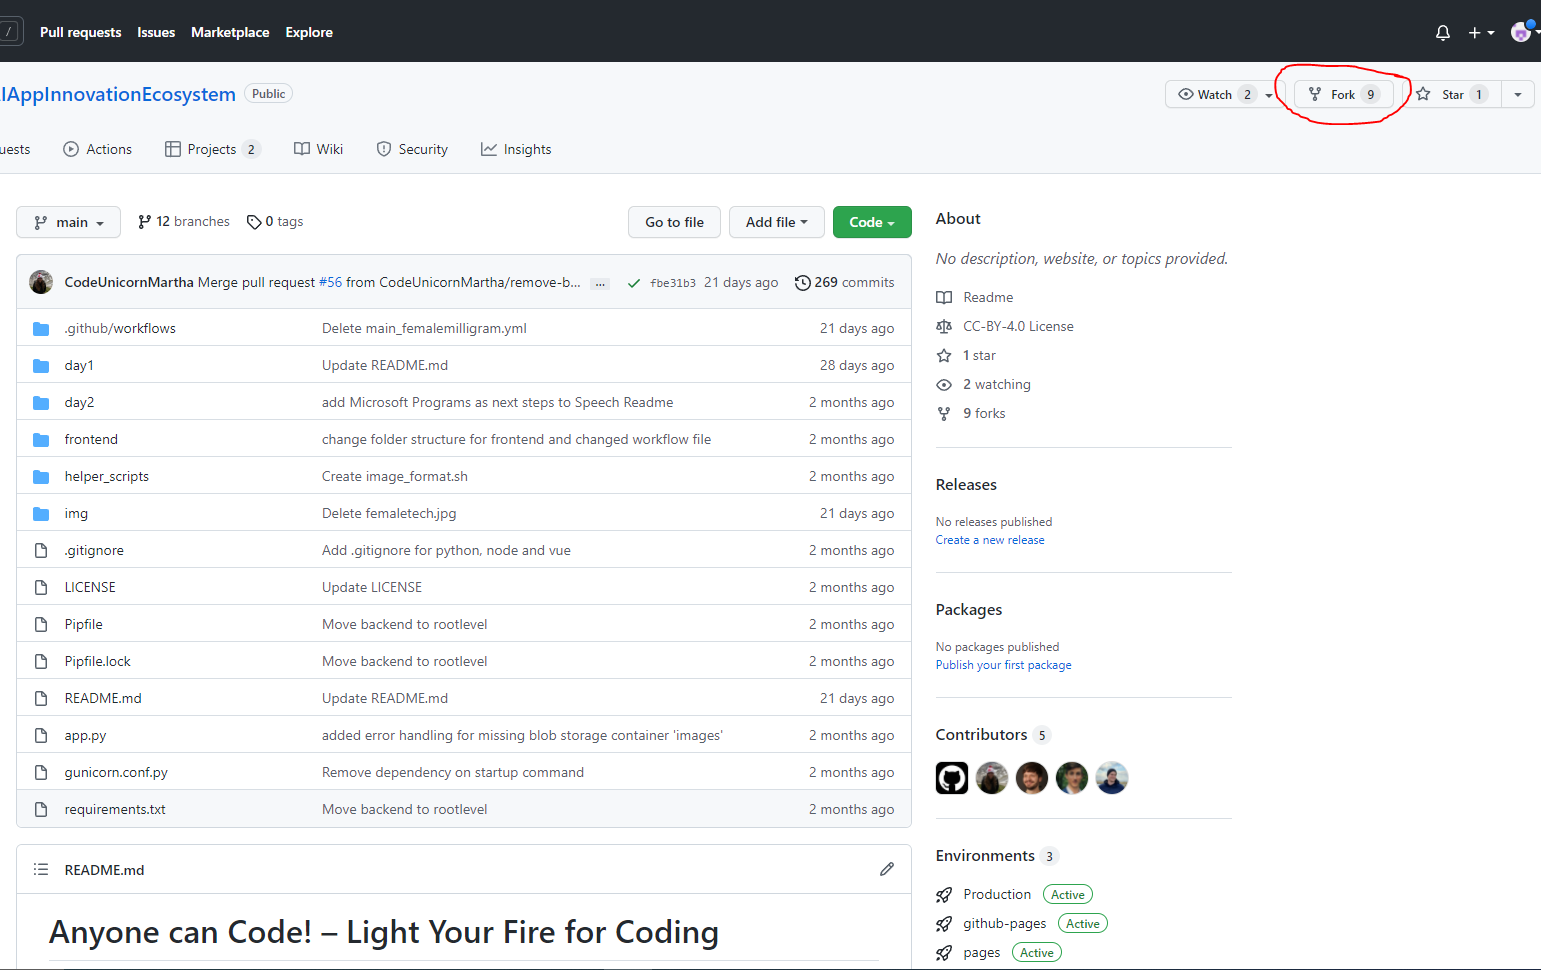 / Pull requests Issues Marketplace Explore
IAppInnovationEcosystem Public
Watch 2 Fork 9 Star 1
uests Actions Projects 2 Wiki Security Insights
main 12 branches 0 tags Go to file Add file Code
CodeUnicornMartha Merge pull request #56 from CodeUnicornMartha/remove-b... ... fbe31b3 21 days ago 269 commits
.github/workflows Delete main_femalemilligram.yml 21 days ago
day1 Update README.md 28 days ago
day2 add Microsoft Programs as next steps to Speech Readme 2 months ago
frontend change folder structure for frontend and changed workflow file 2 months ago
helper_scripts Create image_format.sh 2 months ago
img Delete femaletech.jpg 21 days ago
.gitignore Add .gitignore for python, node and vue 2 months ago
LICENSE Update LICENSE 2 months ago
Pipfile Move backend to rootlevel 2 months ago
Pipfile.lock Move backend to rootlevel 2 months ago
README.md Update README.md 21 days ago
app.py added error handling for missing blob storage container 'images' 2 months ago
gunicorn.conf.py Remove dependency on startup command 2 months ago
requirements.txt Move backend to rootlevel 2 months ago
README.md
Anyone can Code! – Light Your Fire for Coding
About
No description, website, or topics provided.
Readme
CC-BY-4.0 License
1 star
2 watching
9 forks
Releases
No releases published
Create a new release
Packages
No packages published
Publish your first package
Contributors 5
Environments 3
Production Active
github-pages Active
pages Active